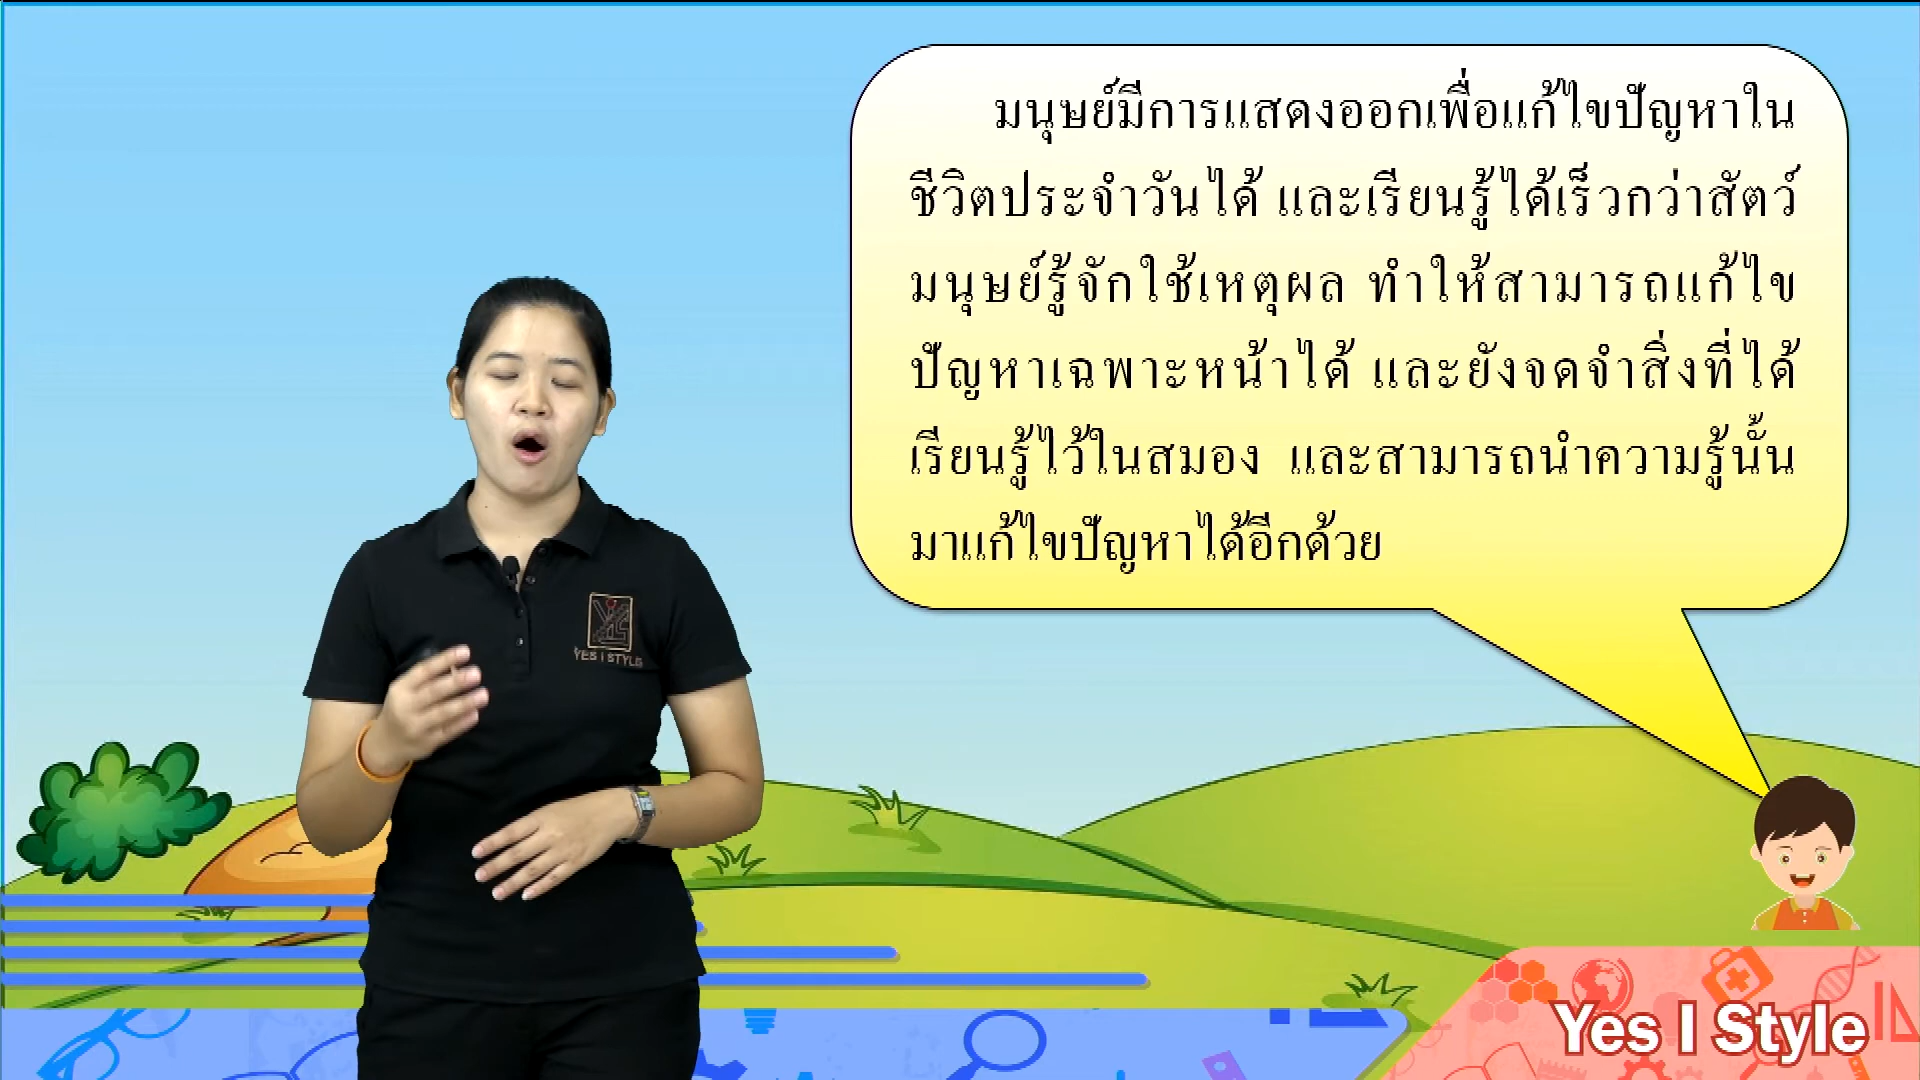 มนุษย์มีการแสดงออกเพื่อแก้ไขปัญหาใน
ชีวิตประจำวันได้ และเรียนรู้ได้เร็วกว่าสัตว์
มนุษย์รู้จักใช้เหตุผล ทำให้สามารถแก้ไข
ปัญหาเฉพาะหน้าได้ และยังจดจำสิ่งที่ได้
เรียนรู้ไว้ในสมอง และสามารถนำความรู้นั้น
มาแก้ไขปัญหาได้อีกด้วย
YES I STYLE
Yes I Style